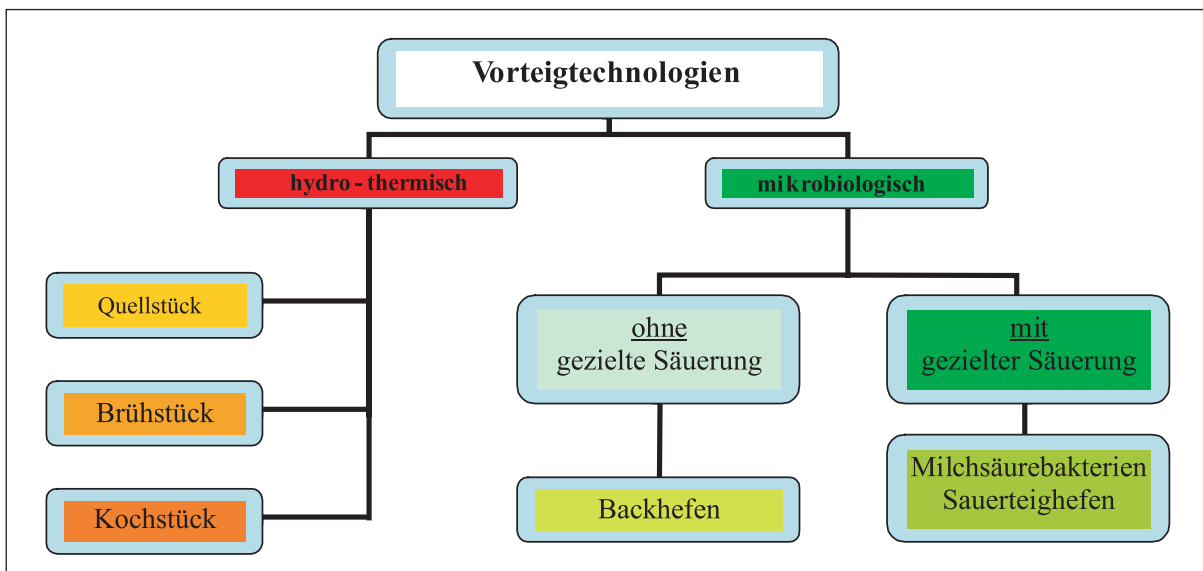 Vorteigtechnologien
hydro - thermisch
mikrobiologisch
Quellstück
Brühstück
Kochstück
ohne
gezielte Säuerung
mit
gezielter Säuerung
Backhefen
Milchsäurebakterien
Sauerteighefen